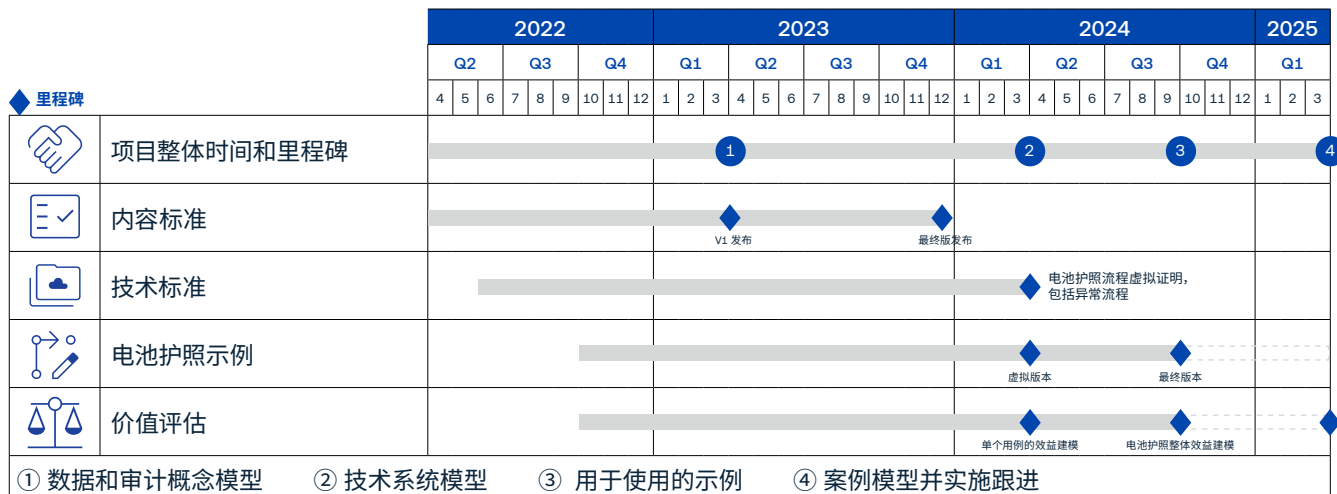 2022 2023 2024 2025
Q2 Q3 Q4 Q1 Q2 Q3 Q4 Q1 Q2 Q3 Q4 Q1
里程碑 4 5 6 7 8 9 10 11 12 1 2 3 4 5 6 7 8 9 10 11 12 1 2 3 4 5 6 7 8 9 10 11 12 1 2 3
项目整体时间和里程碑 1 2 3 4
内容标准
V1 发布 最终版发布
技术标准
电池护照流程虚拟证明，
包括异常流程
电池护照示例
虚拟版本 最终版本
价值评估
单个用例的效益建模 电池护照整体效益建模
① 数据和审计概念模型 ② 技术系统模型 ③ 用于使用的示例 ④ 案例模型并实施跟进